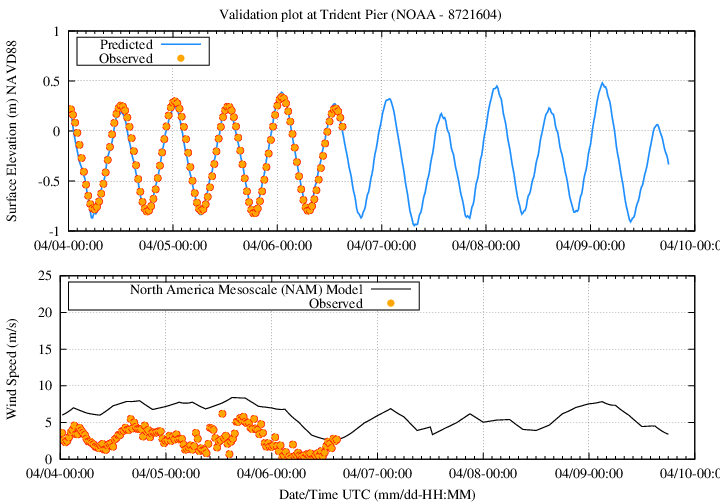 Validation plot at Trident Pier (NOAA - 8721604)
Surface Elevation (m) NAVD88
1
0.5
0
-0.5
-1
Predicted
Observed
04/04-00:00 04/05-00:00 04/06-00:00 04/07-00:00 04/08-00:00 04/09-00:00 04/10-00:00
Wind Speed (m/s)
25
20
15
10
5
0
North America Mesoscale (NAM) Model
Observed
04/04-00:00 04/05-00:00 04/06-00:00 04/07-00:00 04/08-00:00 04/09-00:00 04/10-00:00
Date/Time UTC (mm/dd-HH:MM)